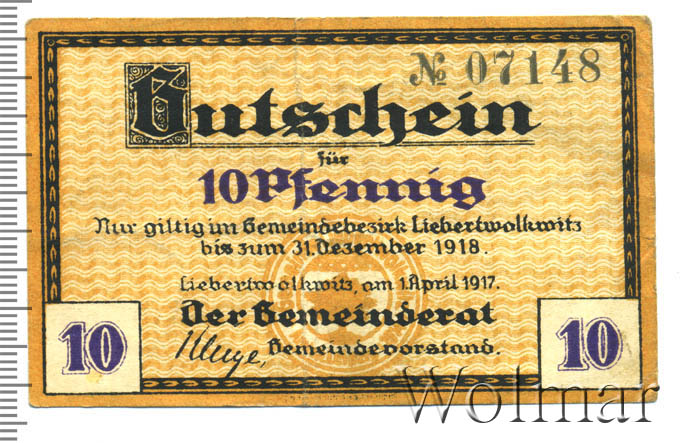 № 07148
Gutschein
für
10 Pfennig
Nur giltig im Gemeindebezirk Liebertwolkwitz
bis zum 31. Dezember 1918.
Liebertwolkwitz, am 1. April 1917.
Der Gemeinderat
Gemeindevorstand.
10 10
Wolmar